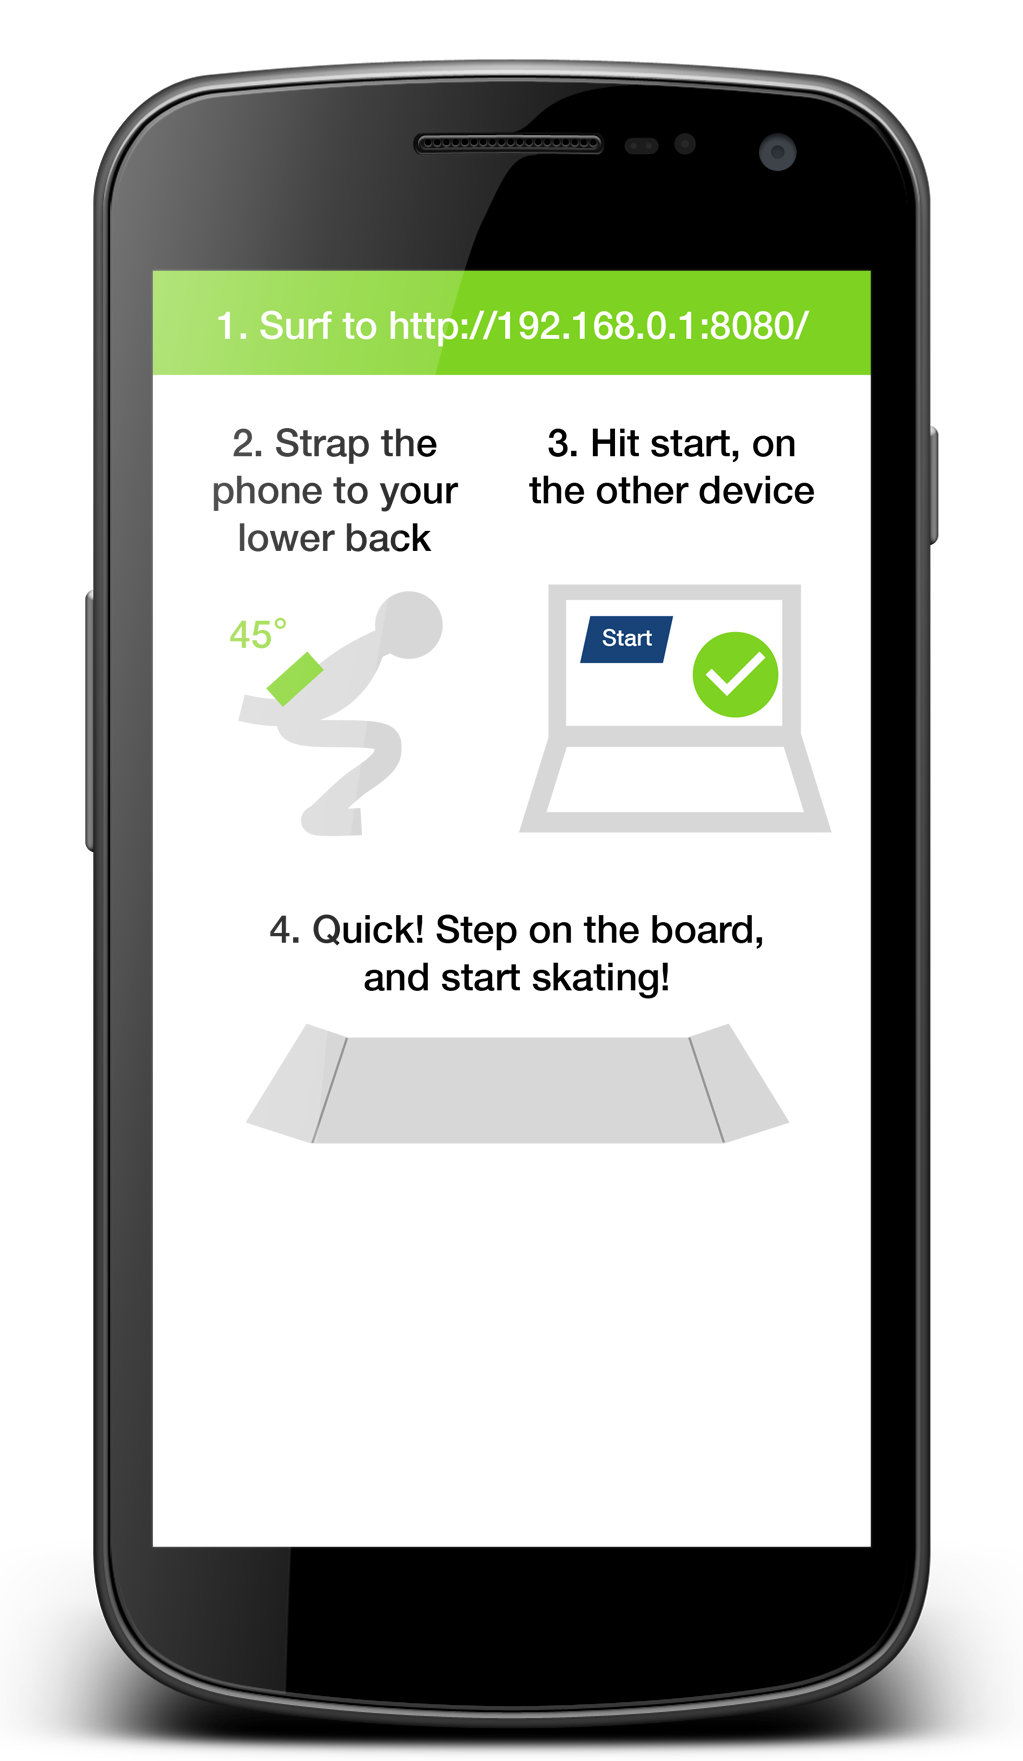 1. Surf to http://192.168.0.1:8080/
2. Strap the
phone to your
lower back
3. Hit start, on
the other device
45°
Start
4. Quick! Step on the board,
and start skating!